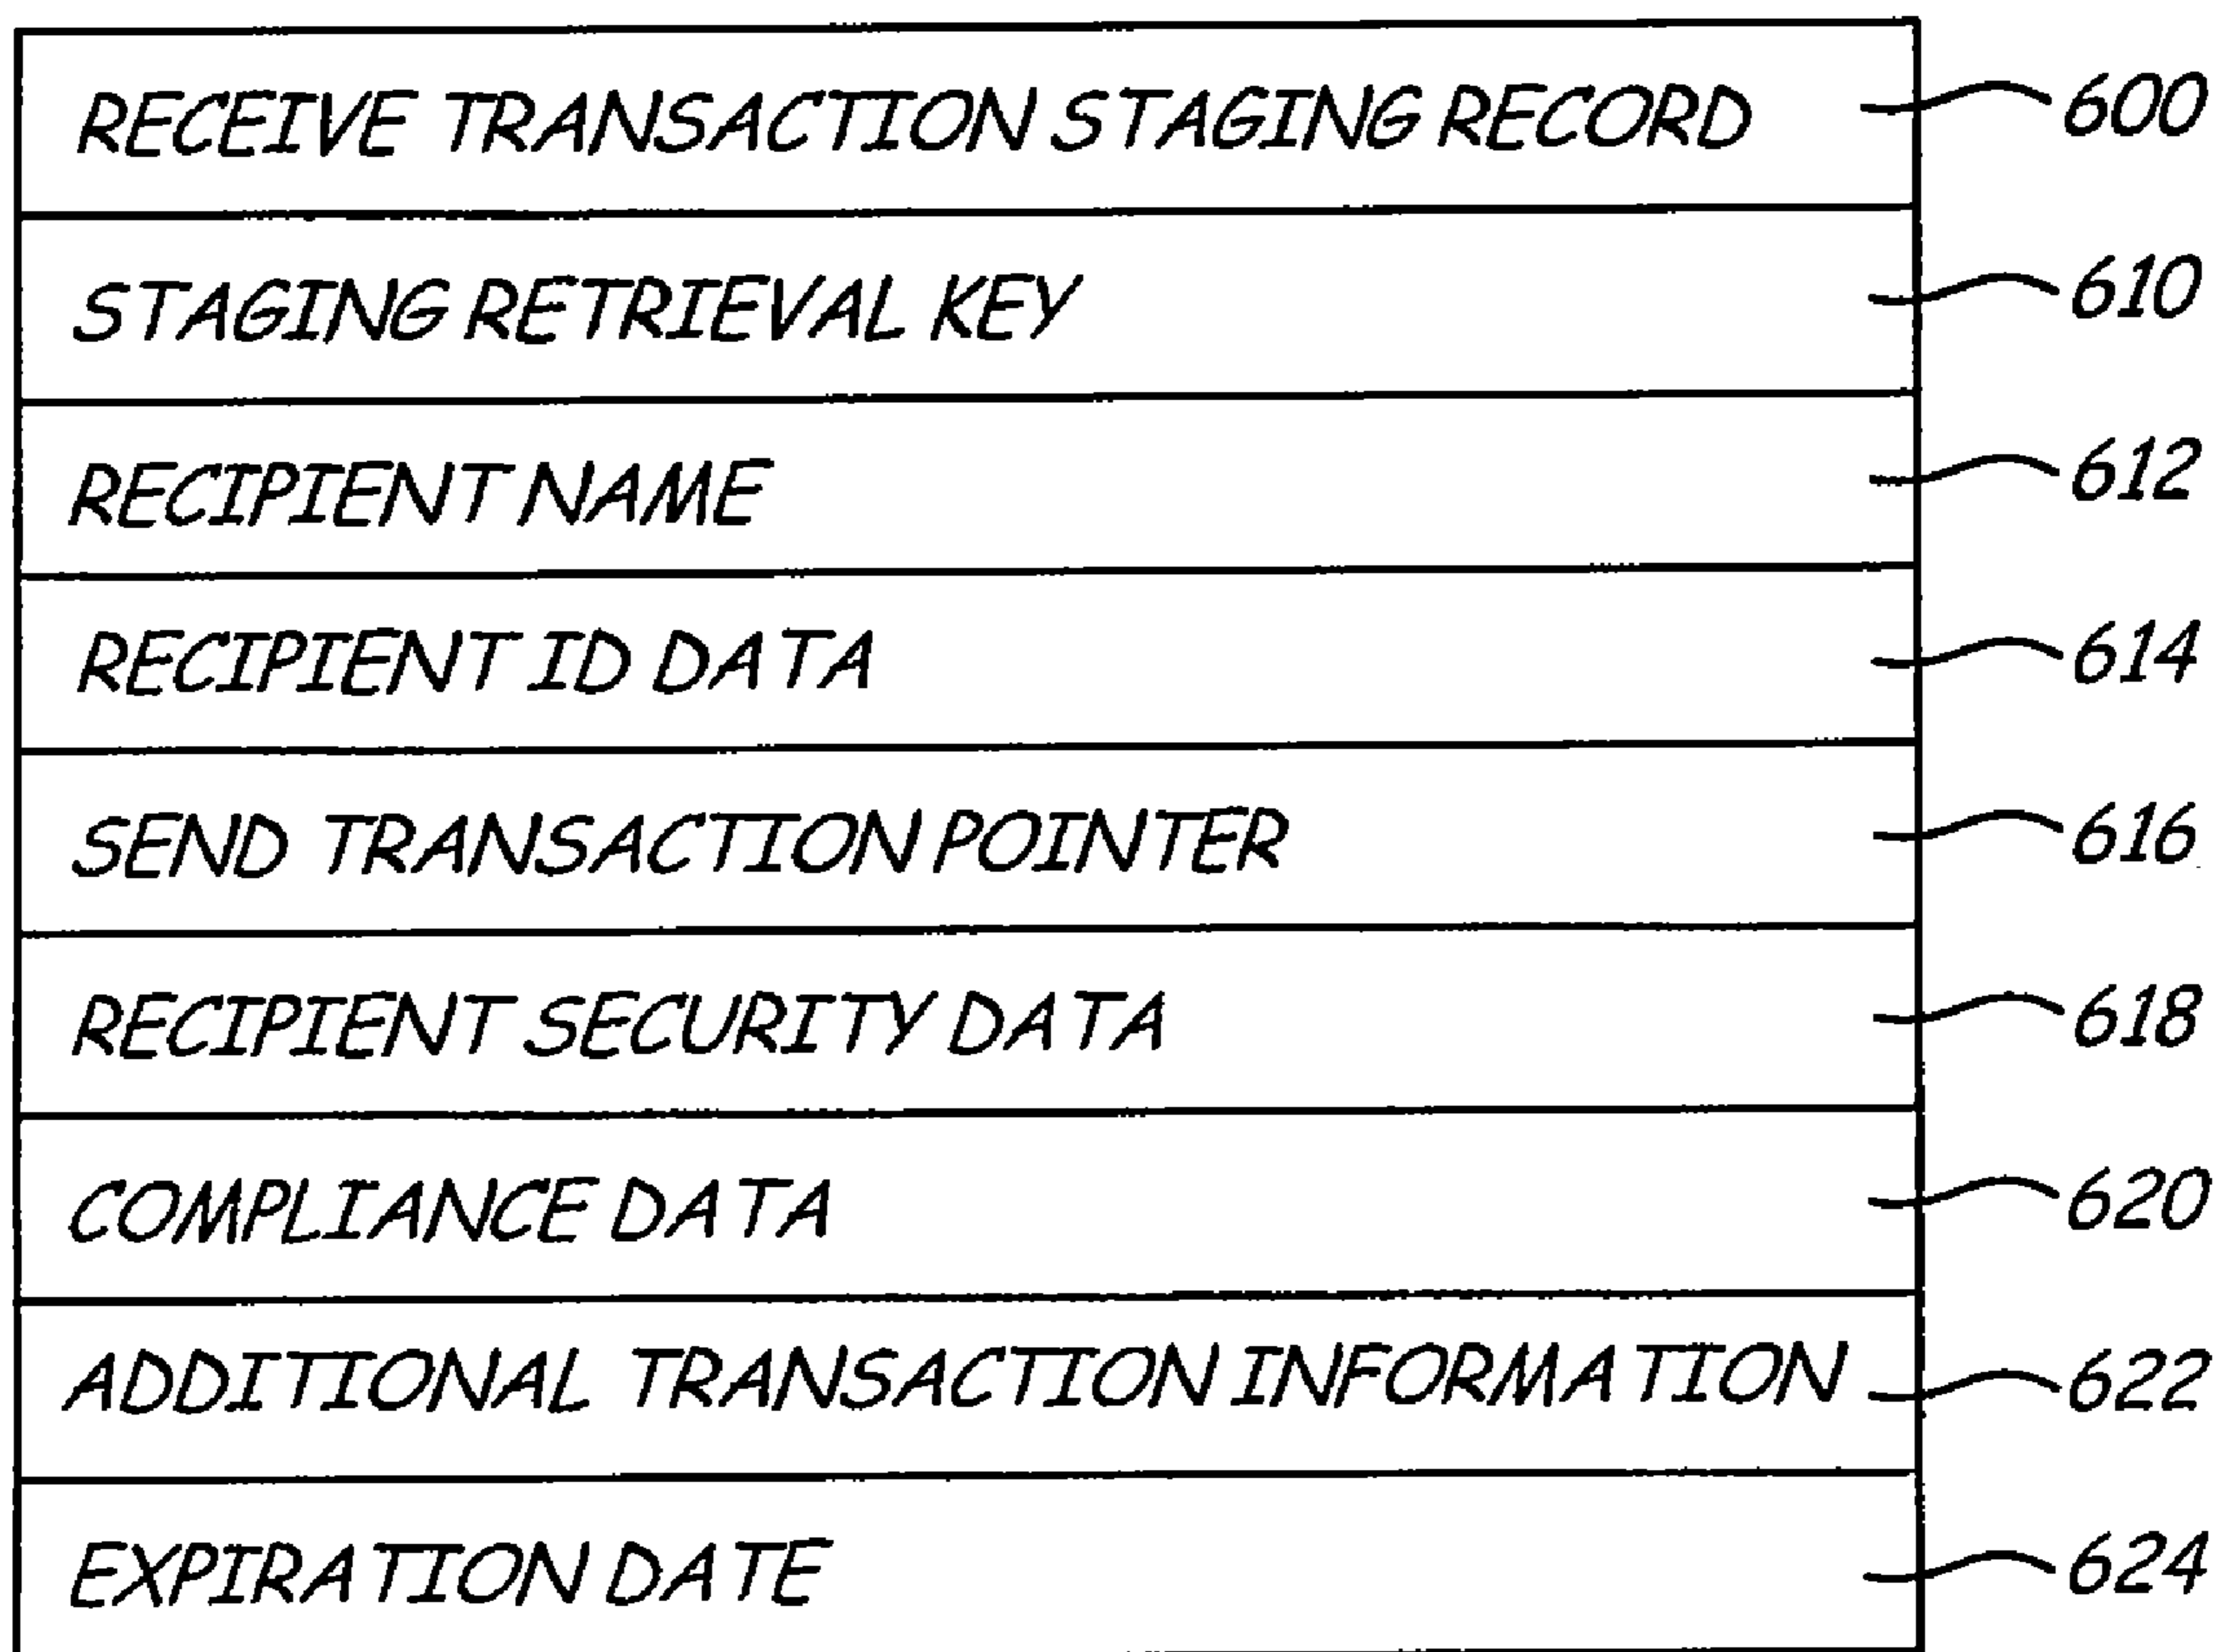 RECEIVE TRANSACTION STAGING RECORD 600
STAGING RETRIEVAL KEY 610
RECIPIENT NAME 612
RECIPIENT ID DATA 614
SEND TRANSACTION POINTER 616
RECIPIENT SECURITY DATA 618
COMPLIANCE DATA 620
ADDITIONAL TRANSACTION INFORMATION 622
EXPIRATION DATE 624